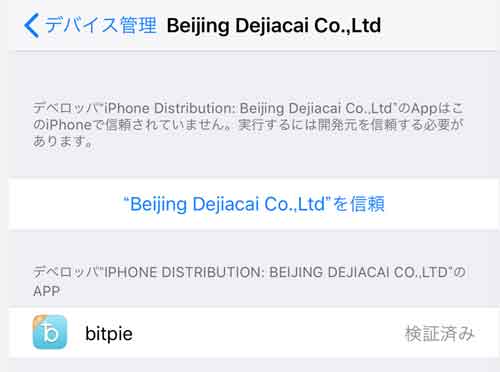 デバイス管理 Beijing Dejiacai Co.,Ltd
デベロッパ“iPhone Distribution: Beijing Dejiacai Co.,Ltd”のAppはこ
のiPhoneで信頼されていません。実行するには開発元を信頼する必要が
あります。
“Beijing Dejiacai Co.,Ltd”を信頼
デベロッパ“IPHONE DISTRIBUTION: BEIJING DEJIACAI CO.,LTD”の
APP
bitpie 検証済み